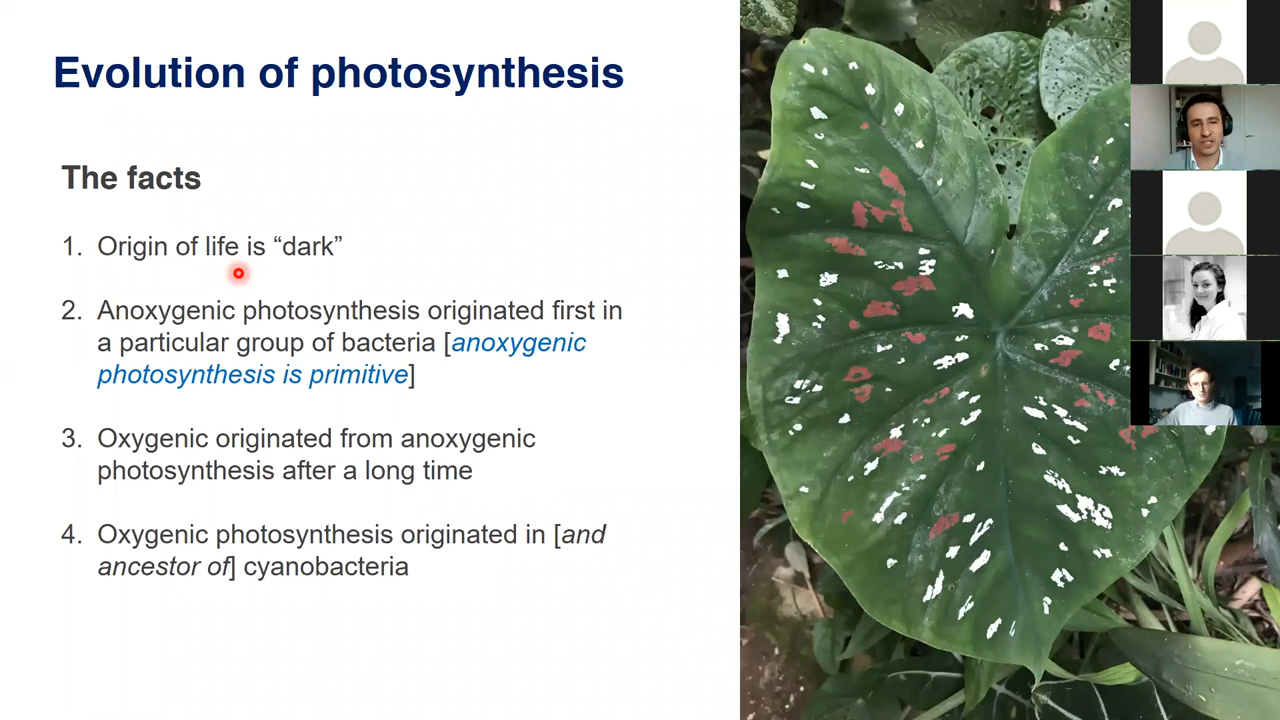 Evolution of photosynthesis
The facts
1. Origin of life is “dark”
2. Anoxygenic photosynthesis originated first in
a particular group of bacteria [anoxygenic
photosynthesis is primitive]
3. Oxygenic originated from anoxygenic
photosynthesis after a long time
4. Oxygenic photosynthesis originated in [and
ancestor of] cyanobacteria